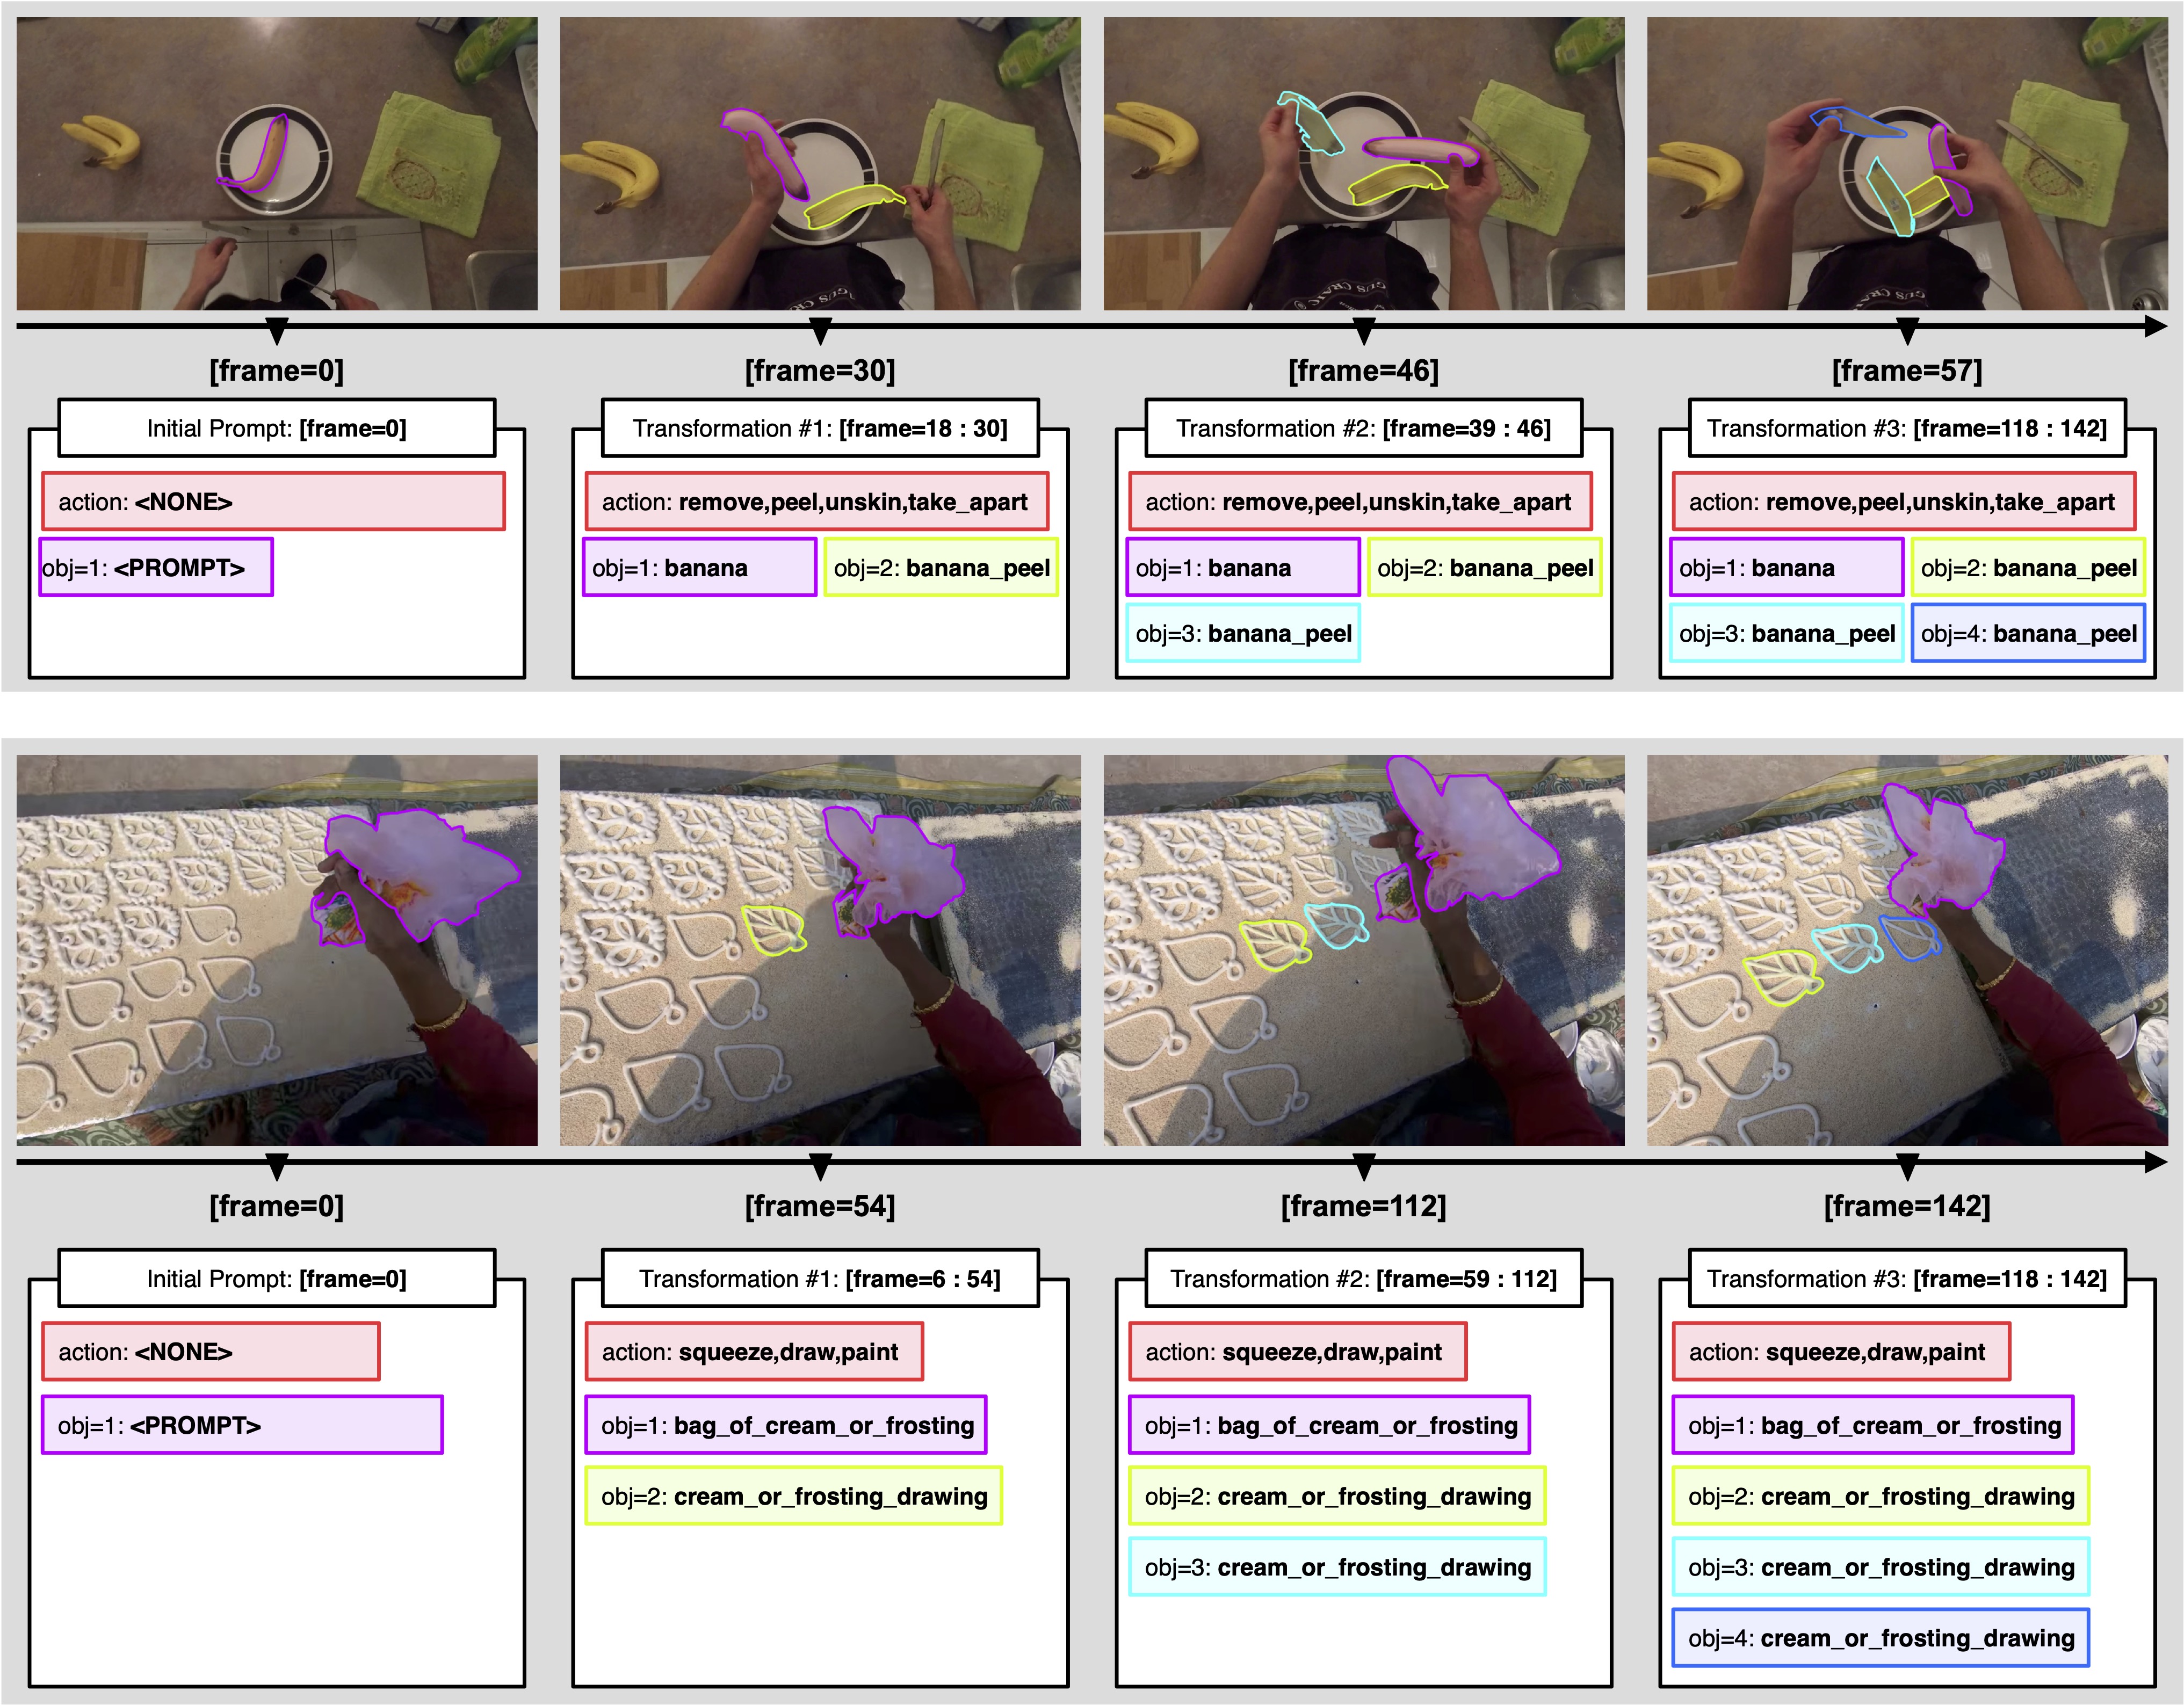 [frame=0] [frame=30] [frame=46] [frame=57]
Initial Prompt: [frame=0]
action: <NONE>
obj=1: <PROMPT>
Transformation #1: [frame=18 : 30]
action: remove,peel,unskin,take_apart
obj=1: banana obj=2: banana_peel
Transformation #2: [frame=39 : 46]
action: remove,peel,unskin,take_apart
obj=1: banana obj=2: banana_peel
obj=3: banana_peel
Transformation #3: [frame=118 : 142]
action: remove,peel,unskin,take_apart
obj=1: banana obj=2: banana_peel
obj=3: banana_peel obj=4: banana_peel
[frame=0] [frame=54] [frame=112] [frame=142]
Initial Prompt: [frame=0]
action: <NONE>
obj=1: <PROMPT>
Transformation #1: [frame=6 : 54]
action: squeeze,draw,paint
obj=1: bag_of_cream_or_frosting
obj=2: cream_or_frosting_drawing
Transformation #2: [frame=59 : 112]
action: squeeze,draw,paint
obj=1: bag_of_cream_or_frosting
obj=2: cream_or_frosting_drawing
obj=3: cream_or_frosting_drawing
Transformation #3: [frame=118 : 142]
action: squeeze,draw,paint
obj=1: bag_of_cream_or_frosting
obj=2: cream_or_frosting_drawing
obj=3: cream_or_frosting_drawing
obj=4: cream_or_frosting_drawing